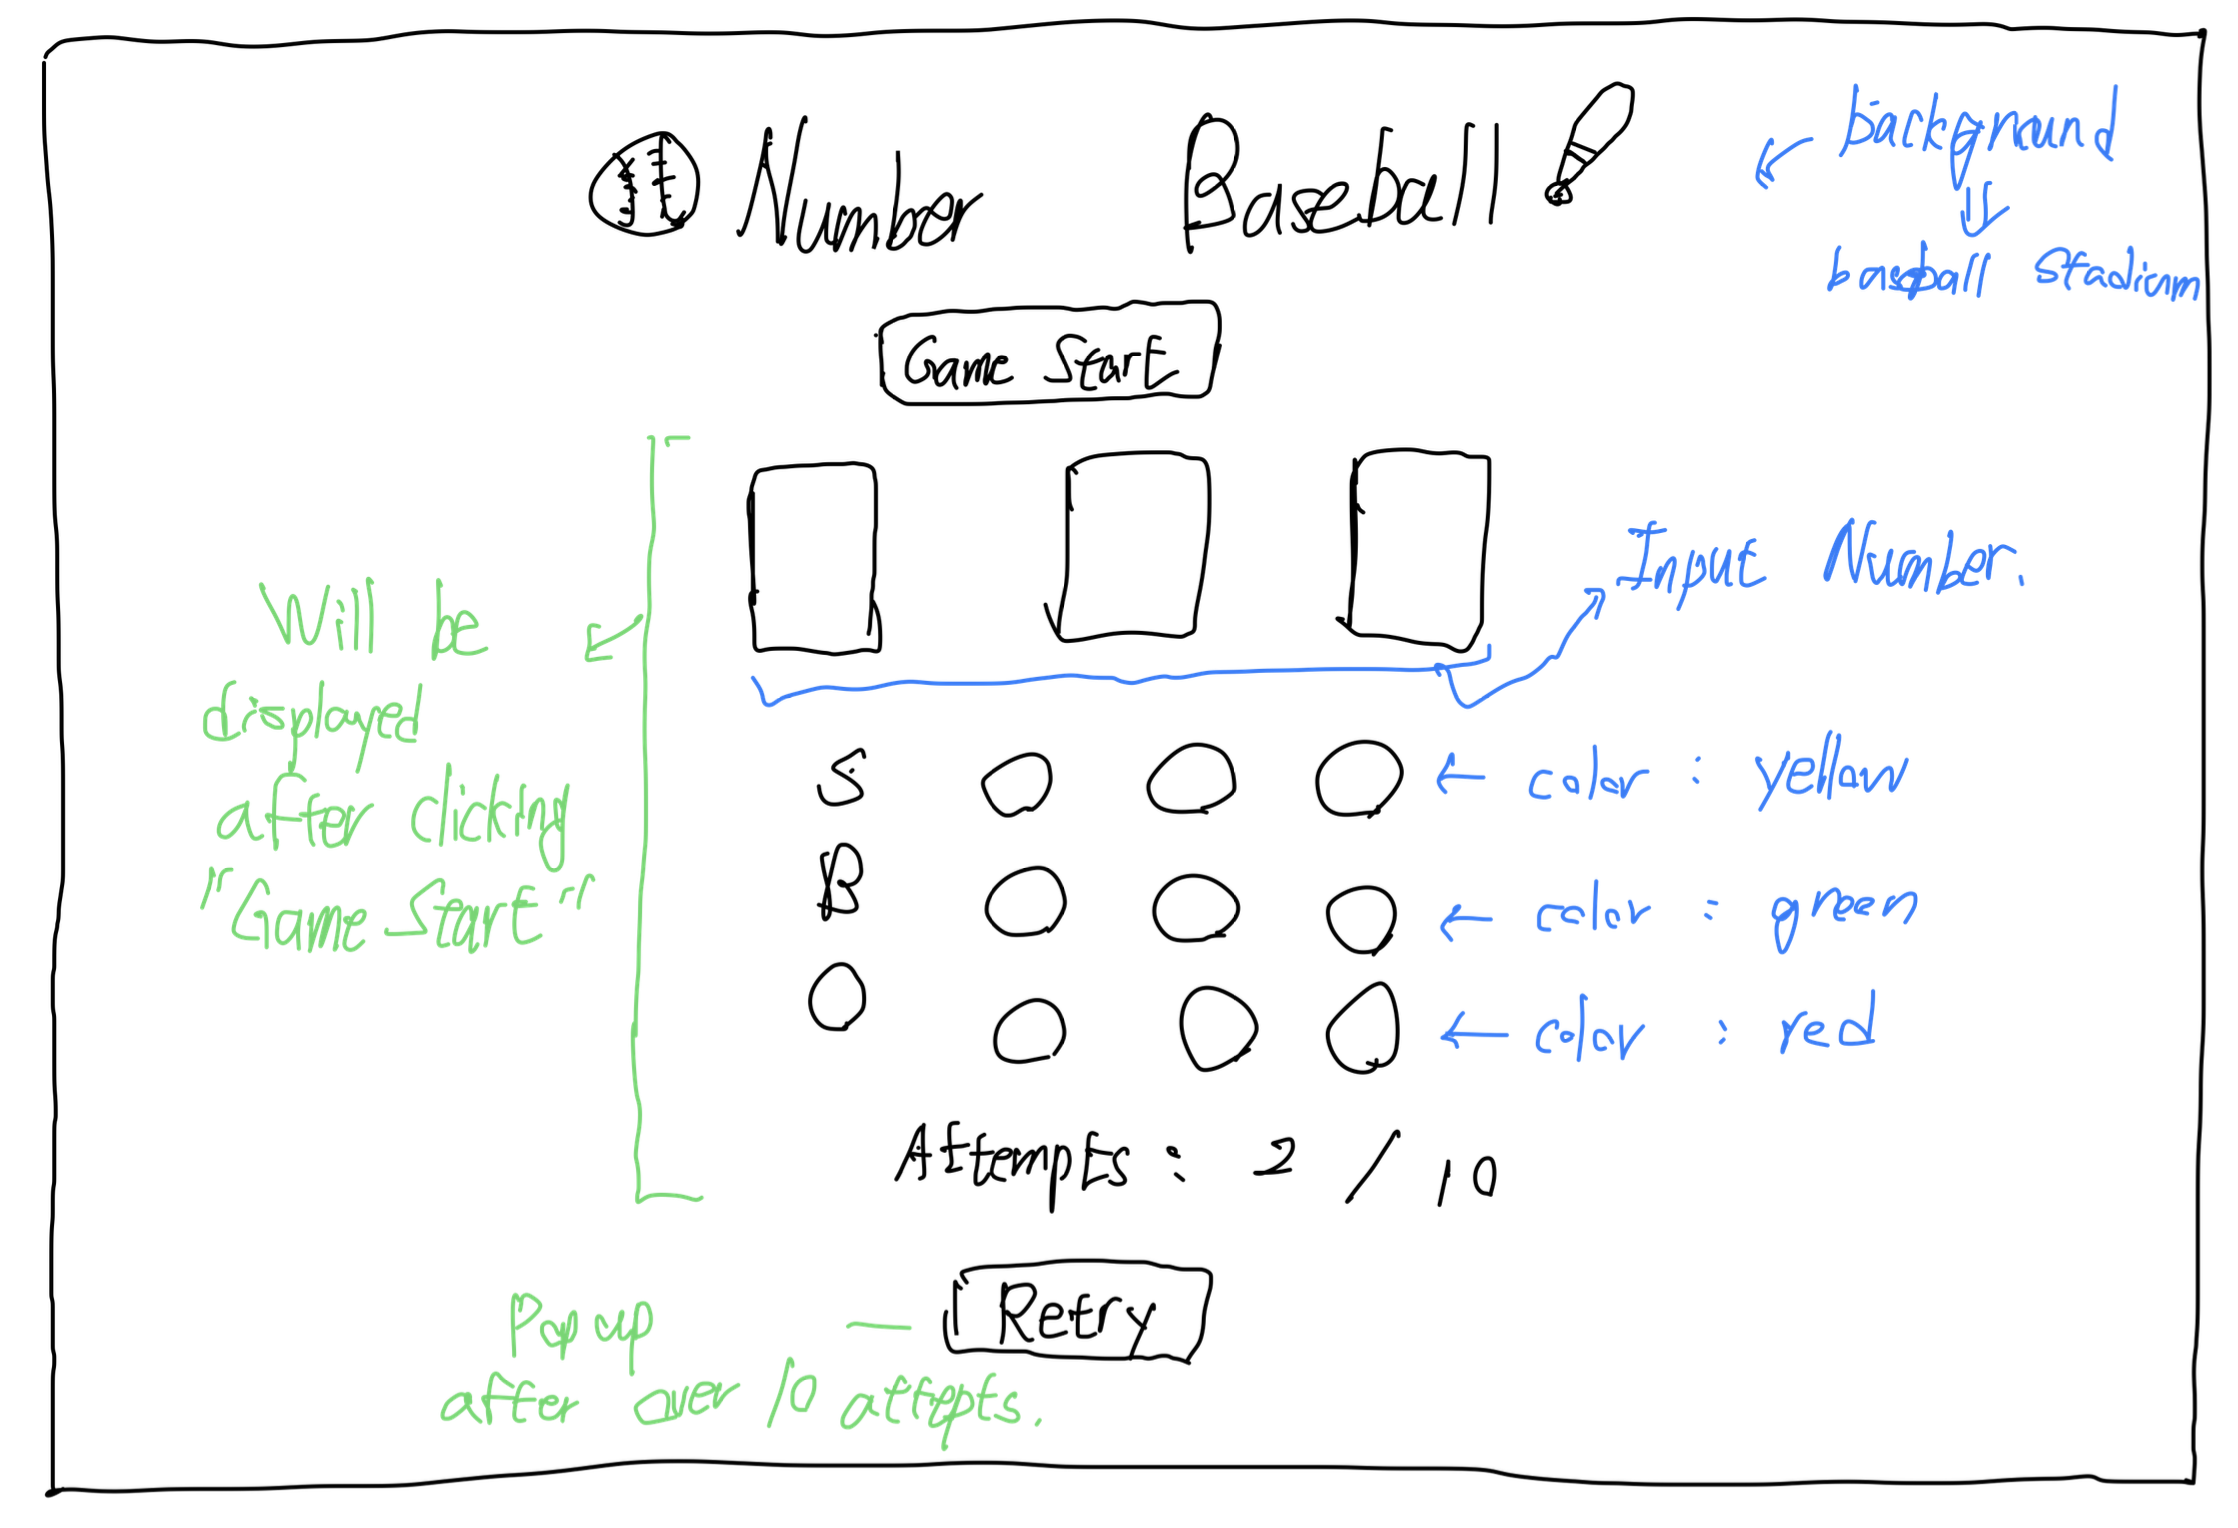 Number Baseball
background
baseball stadium
Game Start
Input Number.
Will be
displayed
after clicking
"Game Start"
S
color : yellow
B
color : green
O
color : red
Attempts : 2 / 10
Retry
Pop up
after over 10 attepts.